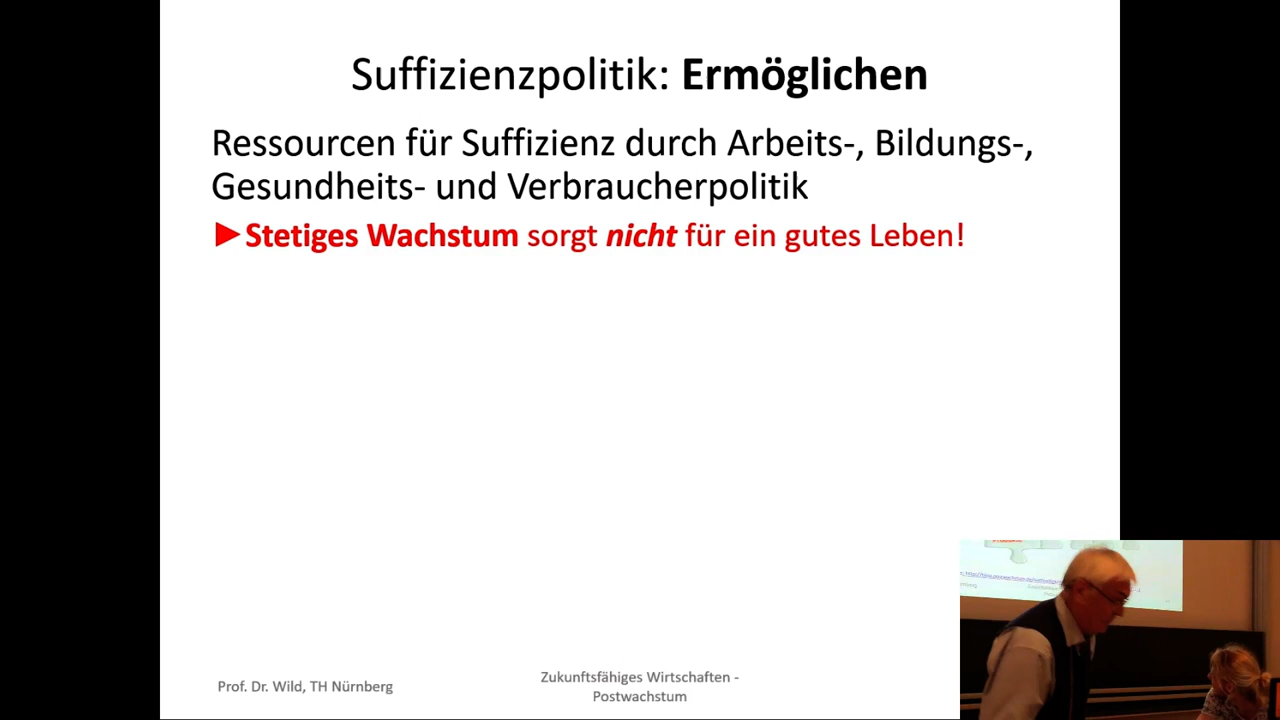 Suffizienzpolitik: Ermöglichen
Ressourcen für Suffizienz durch Arbeits-, Bildungs-,
Gesundheits- und Verbraucherpolitik
►Stetiges Wachstum sorgt nicht für ein gutes Leben!
Prof. Dr. Wild, TH Nürnberg
Zukunftsfähiges Wirtschaften -
Postwachstum